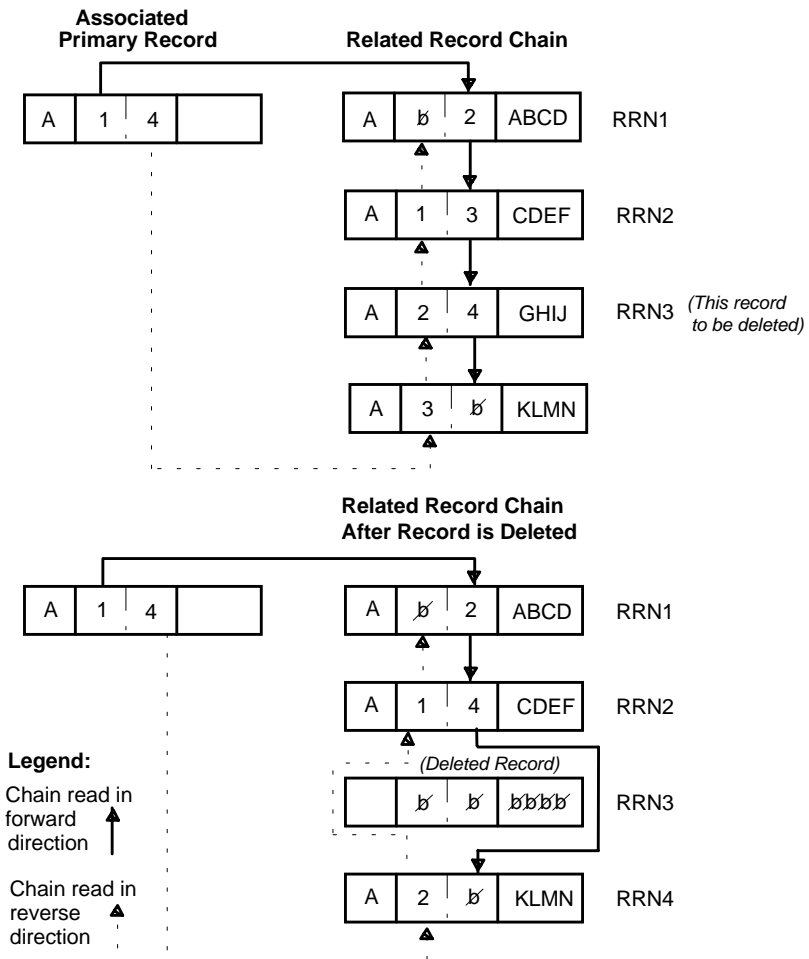 Associated
Primary Record
Related Record Chain
A 1 4
A ƀ 2 ABCD RRN1
A 1 3 CDEF RRN2
A 2 4 GHIJ RRN3 (This record
to be deleted)
A 3 ƀ KLMN
Related Record Chain
After Record is Deleted
A 1 4
A ƀ 2 ABCD RRN1
A 1 4 CDEF RRN2
(Deleted Record)
ƀ ƀ ƀƀƀƀ RRN3
A 2 ƀ KLMN RRN4
Legend:
Chain read in
forward
direction
Chain read in
reverse
direction